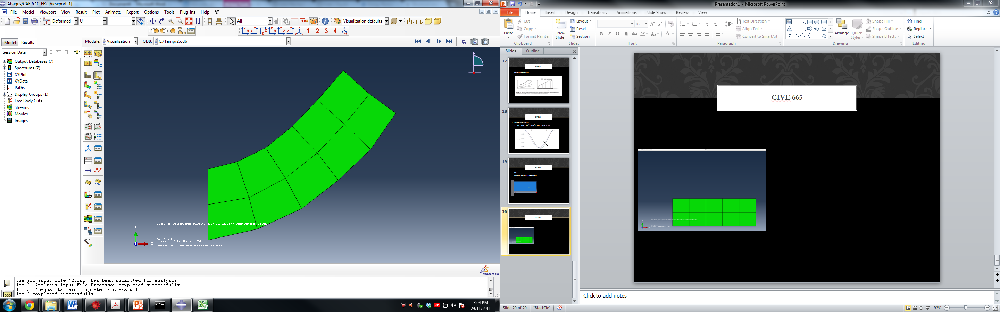 Abaqus/CAE 6.10-EF2 [Viewport: 1]
File Model Viewport View Result Plot Animate Report Options Tools Plug-ins Help
Deformed U All Visualization defaults
1 2 3 4
Model Results Module: Visualization ODB: C:/Temp/2.odb
Session Data
Output Databases (7)
Spectrums (7)
XYPlots
XYData
Paths
Display Groups (1)
Free Body Cuts
Streams
Movies
Images
Y
X
ODB: 2.odb Abaqus/Standard 6.10-EF2 Tue Nov 29 15:01:57 Mountain Standard Time 2011
Y
Z X
Step: Step-1
Increment 2: Step Time = 1.000
Deformed Var: U Deformation Scale Factor: +1.000e+00
SIMULIA
The job input file "2.inp" has been submitted for analysis.
Job 2: Analysis Input File Processor completed successfully.
Job 2: Abaqus/Standard completed successfully.
Job 2 completed successfully.
>>>
3:04 PM
29/11/2011
Presentation1 - Microsoft PowerPoint
File Home Insert Design Transitions Animations Slide Show Review View
Paste
Cut
Copy
Format Painter
Clipboard
New
Slide
Layout
Reset
Section
Slides
18
B I U S abc AV Aa A
Font
Text Direction
Align Text
Convert to SmartArt
Paragraph
Arrange
Quick
Styles
Shape Fill
Shape Outline
Shape Effects
Drawing
Find
Replace
Select
Editing
Slides Outline
17
18
19
20
CIVE 665
Click to add notes
Slide 20 of 20 "BlackTie" 92%